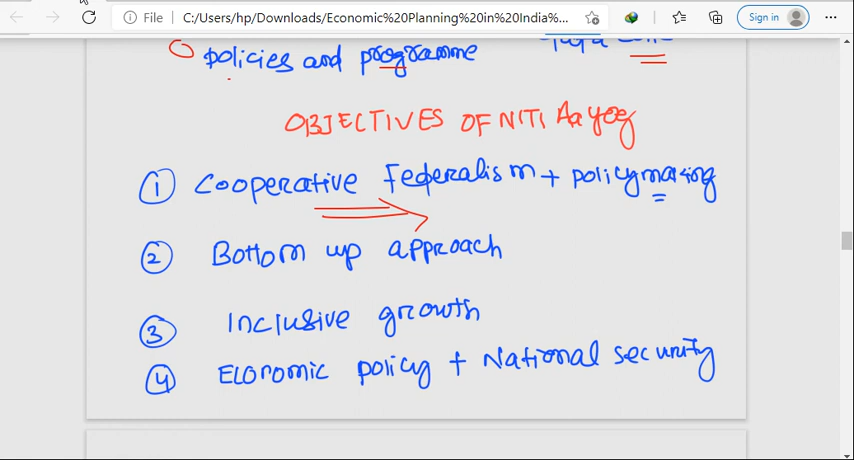 File
C:/Users/hp/Downloads/Economic%20Planning%20in%20India%...
Sign in
policies and programme
OBJECTIVES OF NITI Aayog
1 Cooperative Federalism + policymaking
2 Bottom up approach
3 Inclusive growth
4 Economic policy + National security